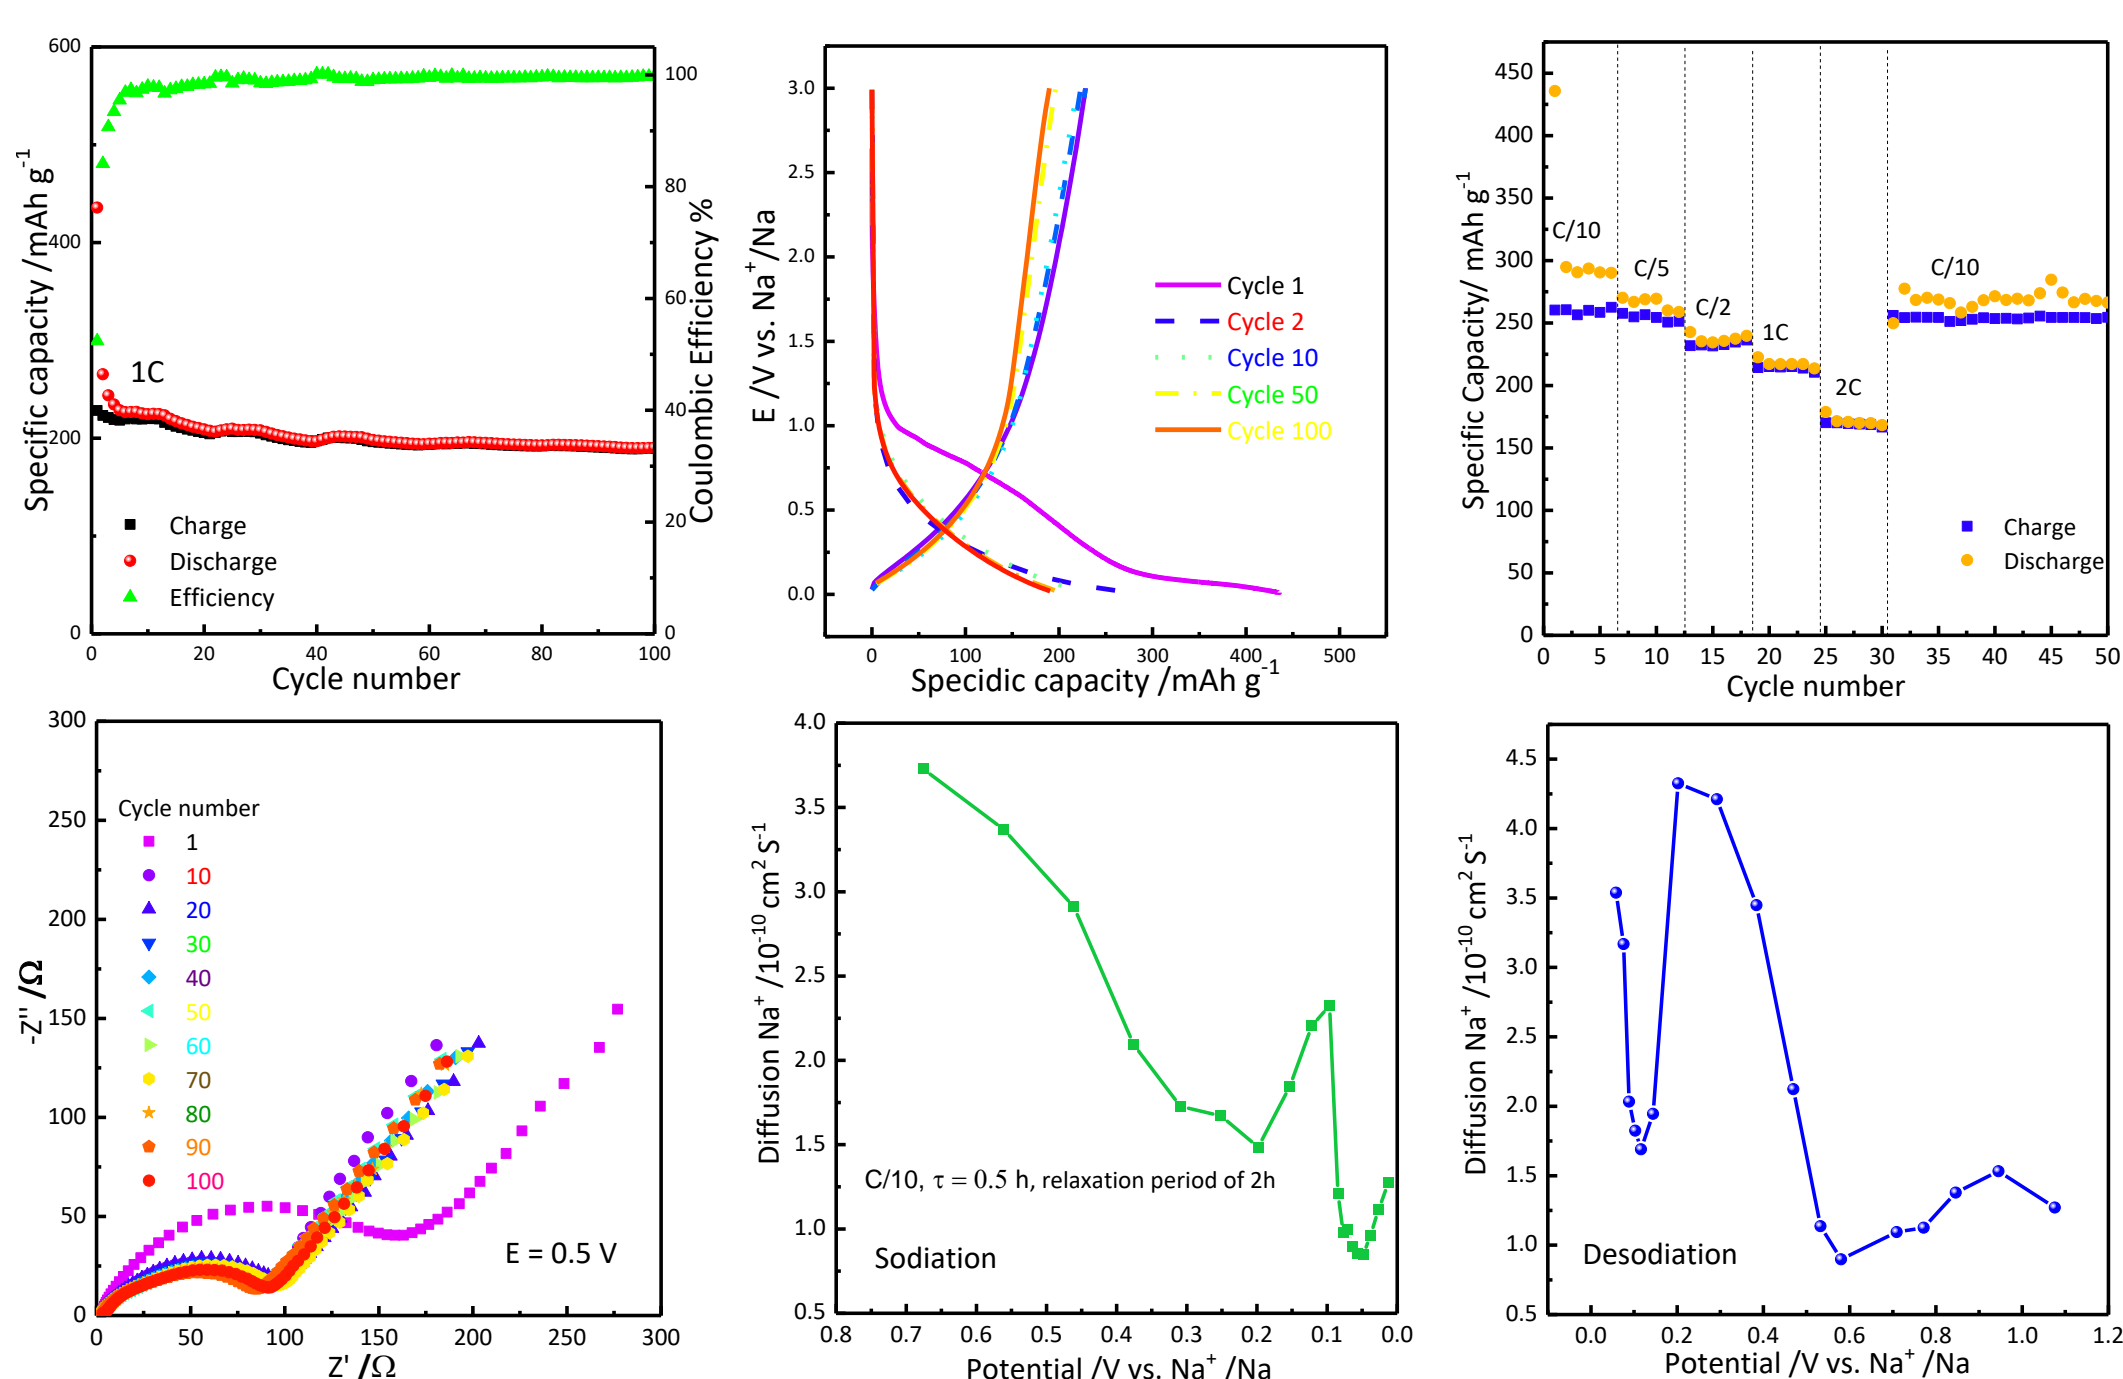 600
400
200
0
Specific capacity /mAh g⁻¹
100
80
60
40
20
0
Coulombic Efficiency %
1C
Charge
Discharge
Efficiency
0 20 40 60 80 100
Cycle number
3.0
2.5
2.0
1.5
1.0
0.5
0.0
E /V vs. Na⁺/Na
Cycle 1
Cycle 2
Cycle 10
Cycle 50
Cycle 100
0 100 200 300 400 500
Specidic capacity /mAh g⁻¹
450
400
350
300
250
200
150
100
50
0
Specific Capacity/ mAh g⁻¹
C/10
C/5
C/2
1C
2C
C/10
Charge
Discharge
0 5 10 15 20 25 30 35 40 45 50
Cycle number
300
250
200
150
100
50
0
-Z'' /Ω
Cycle number
1
10
20
30
40
50
60
70
80
90
100
E = 0.5 V
0 50 100 150 200 250 300
Z' /Ω
4.0
3.5
3.0
2.5
2.0
1.5
1.0
0.5
Diffusion Na⁺ /10⁻¹⁰ cm² S⁻¹
C/10, τ = 0.5 h, relaxation period of 2h
Sodiation
0.8 0.7 0.6 0.5 0.4 0.3 0.2 0.1 0.0
Potential /V vs. Na⁺ /Na
4.5
4.0
3.5
3.0
2.5
2.0
1.5
1.0
0.5
Diffusion Na⁺ /10⁻¹⁰ cm² S⁻¹
Desodiation
0.0 0.2 0.4 0.6 0.8 1.0 1.2
Potential /V vs. Na⁺ /Na